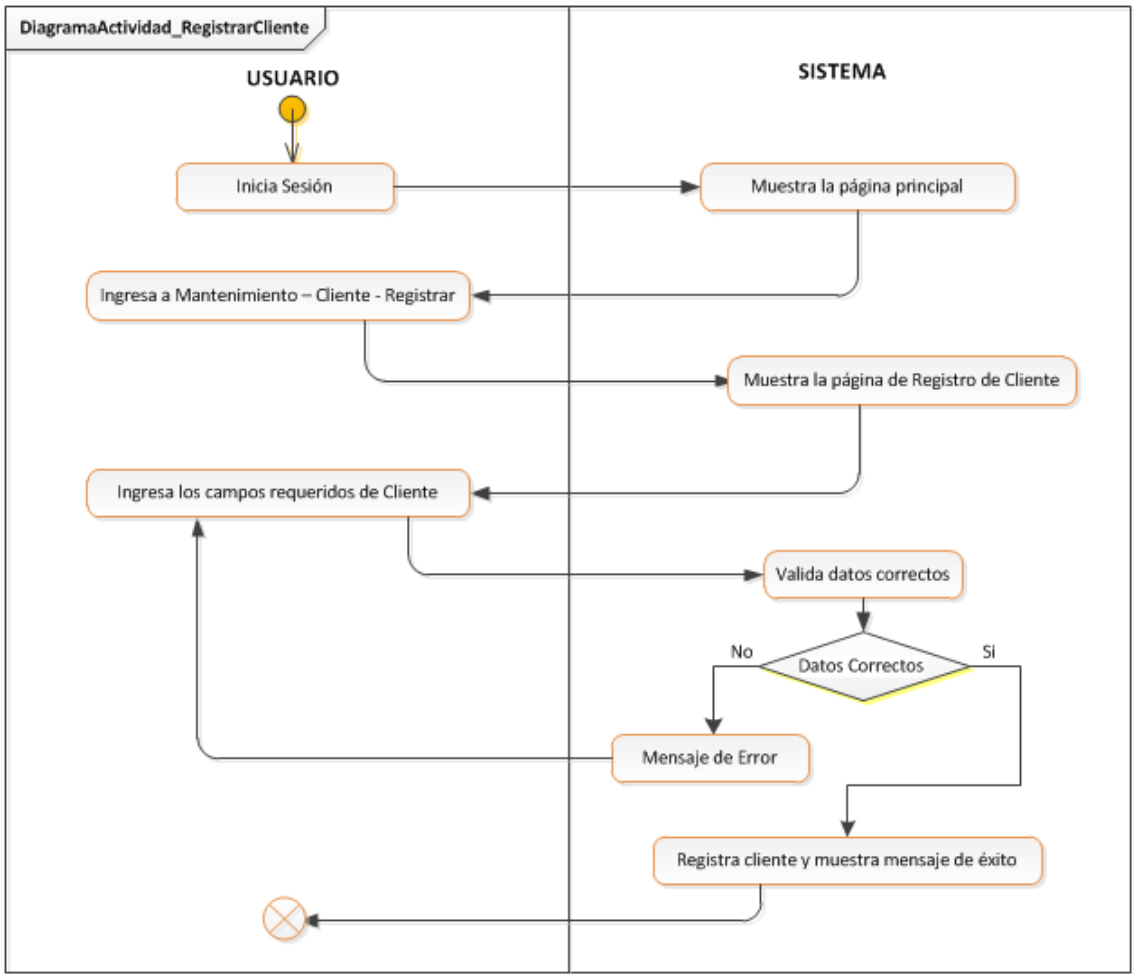 DiagramaActividad_RegistrarCliente
USUARIO
SISTEMA
Inicia Sesión
Muestra la página principal
Ingresa a Mantenimiento – Cliente - Registrar
Muestra la página de Registro de Cliente
Ingresa los campos requeridos de Cliente
Valida datos correctos
No
Datos Correctos
Si
Mensaje de Error
Registra cliente y muestra mensaje de éxito